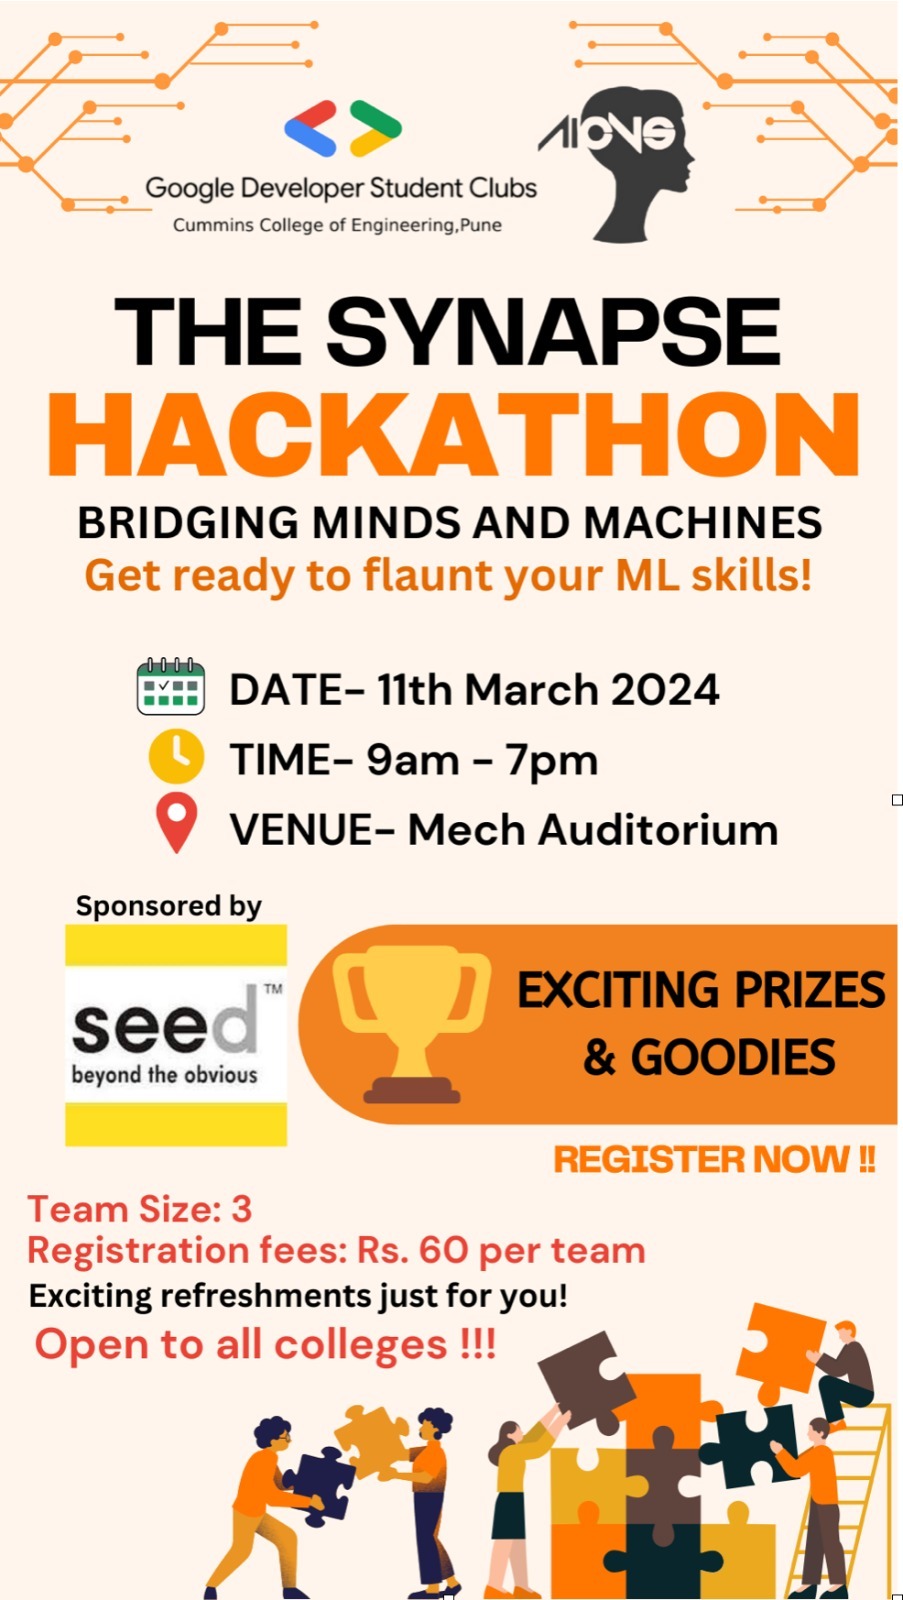 Google Developer Student Clubs
Cummins College of Engineering,Pune
AIONS
THE SYNAPSE
HACKATHON
BRIDGING MINDS AND MACHINES
Get ready to flaunt your ML skills!
DATE- 11th March 2024
TIME- 9am - 7pm
VENUE- Mech Auditorium
Sponsored by
seed™
beyond the obvious
EXCITING PRIZES
& GOODIES
REGISTER NOW !!
Team Size: 3
Registration fees: Rs. 60 per team
Exciting refreshments just for you!
Open to all colleges !!!